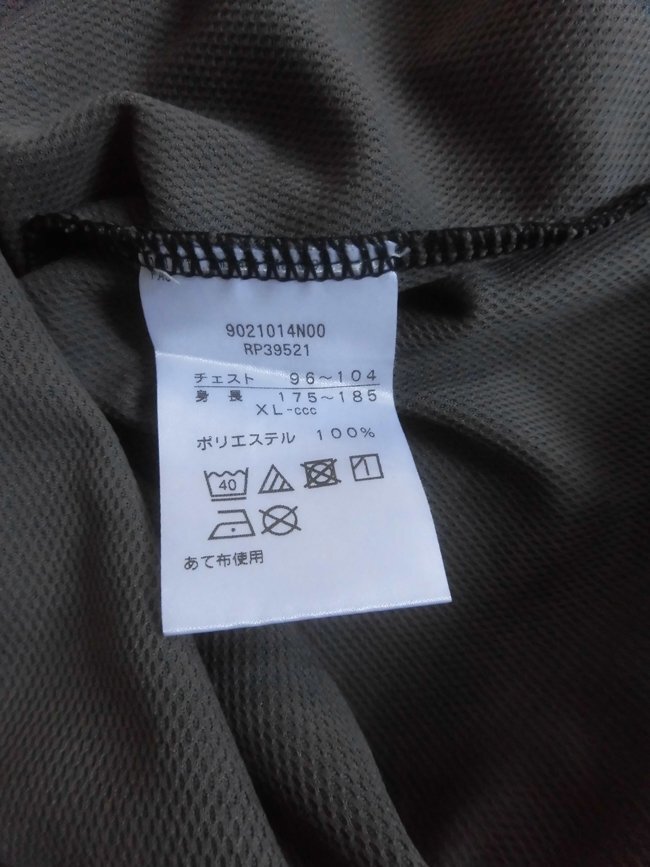 9021014N00
RP39521
チェスト 96~104
身長 175~185
XL-ccc
ポリエステル 100%
40
あて布使用